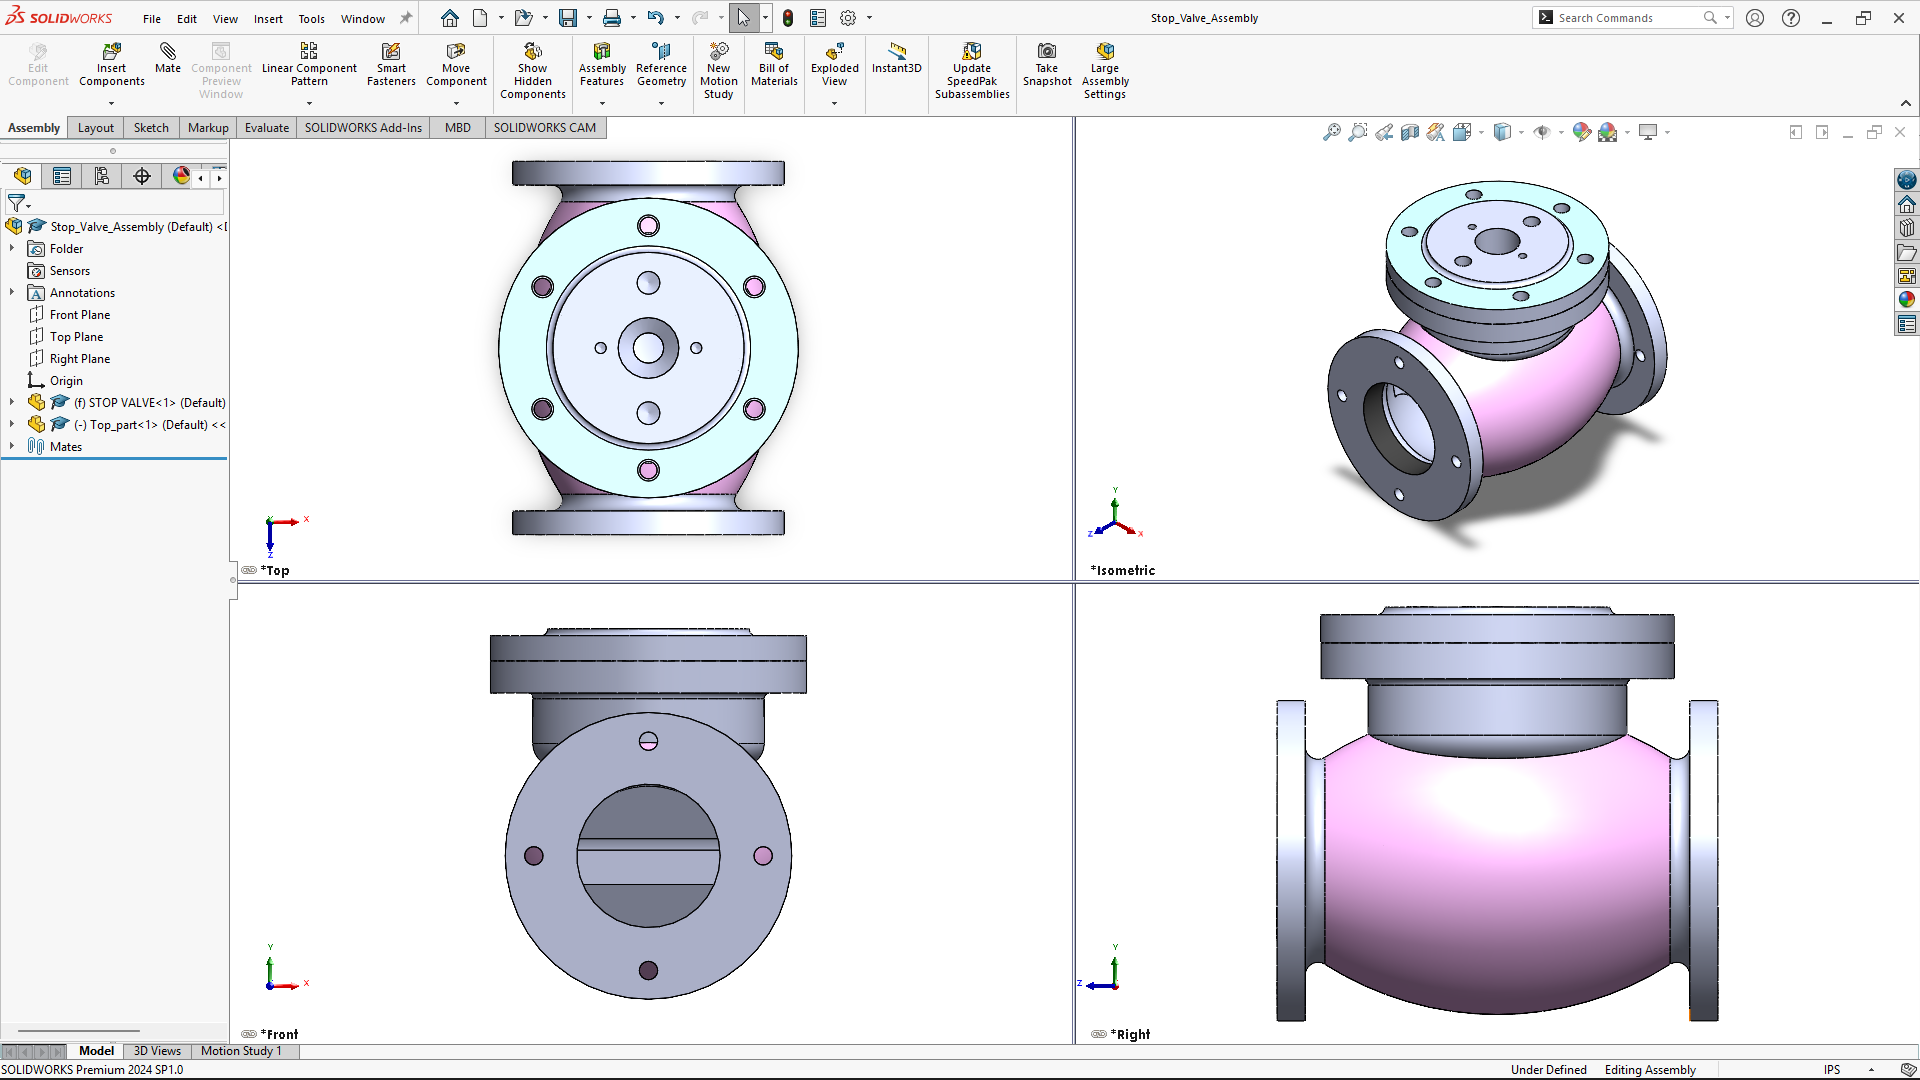 SOLIDWORKS File Edit View Insert Tools Window Stop_Valve_Assembly Search Commands
Edit Component
Insert Components
Mate
Component Preview Window
Linear Component Pattern
Smart Fasteners
Move Component
Show Hidden Components
Assembly Features
Reference Geometry
New Motion Study
Bill of Materials
Exploded View
Instant3D
Update SpeedPak Subassemblies
Take Snapshot
Large Assembly Settings
Assembly Layout Sketch Markup Evaluate SOLIDWORKS Add-Ins MBD SOLIDWORKS CAM
Stop_Valve_Assembly (Default) <
Folder
Sensors
Annotations
Front Plane
Top Plane
Right Plane
Origin
(f) STOP VALVE<1> (Default)
(-) Top_part<1> (Default) <<
Mates
Y X Z
*Top
Y Z X
*Isometric
Y X
*Front
Y Z
*Right
Model 3D Views Motion Study 1
SOLIDWORKS Premium 2024 SP1.0 Under Defined Editing Assembly IPS